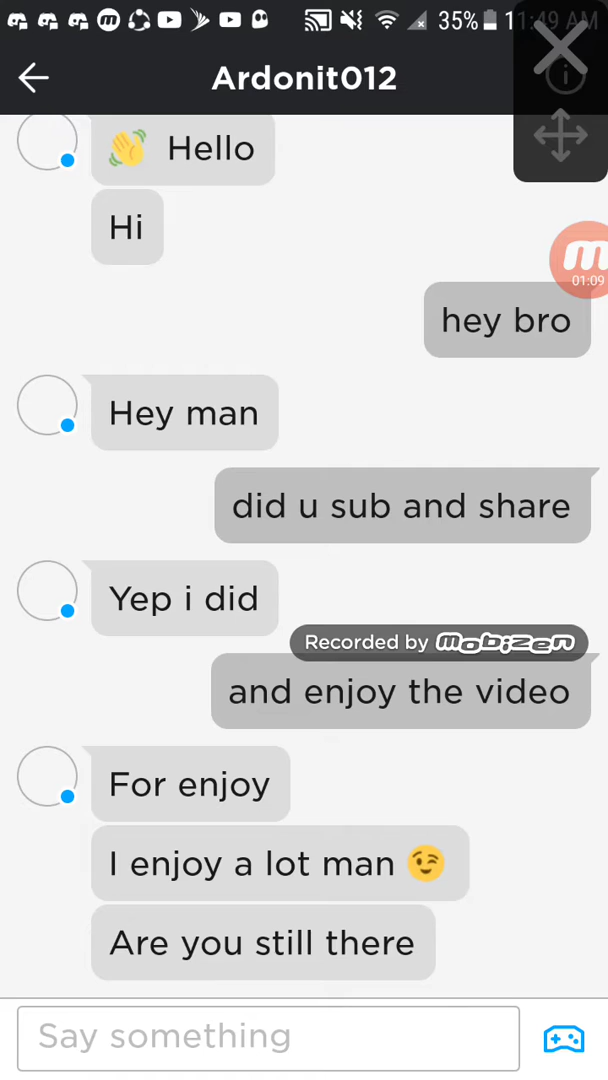 35% 11:49 AM
Ardonit012
👋 Hello
Hi
01:09
hey bro
Hey man
did u sub and share
Yep i did
Recorded by mobizen
and enjoy the video
For enjoy
I enjoy a lot man 😉
Are you still there
Say something